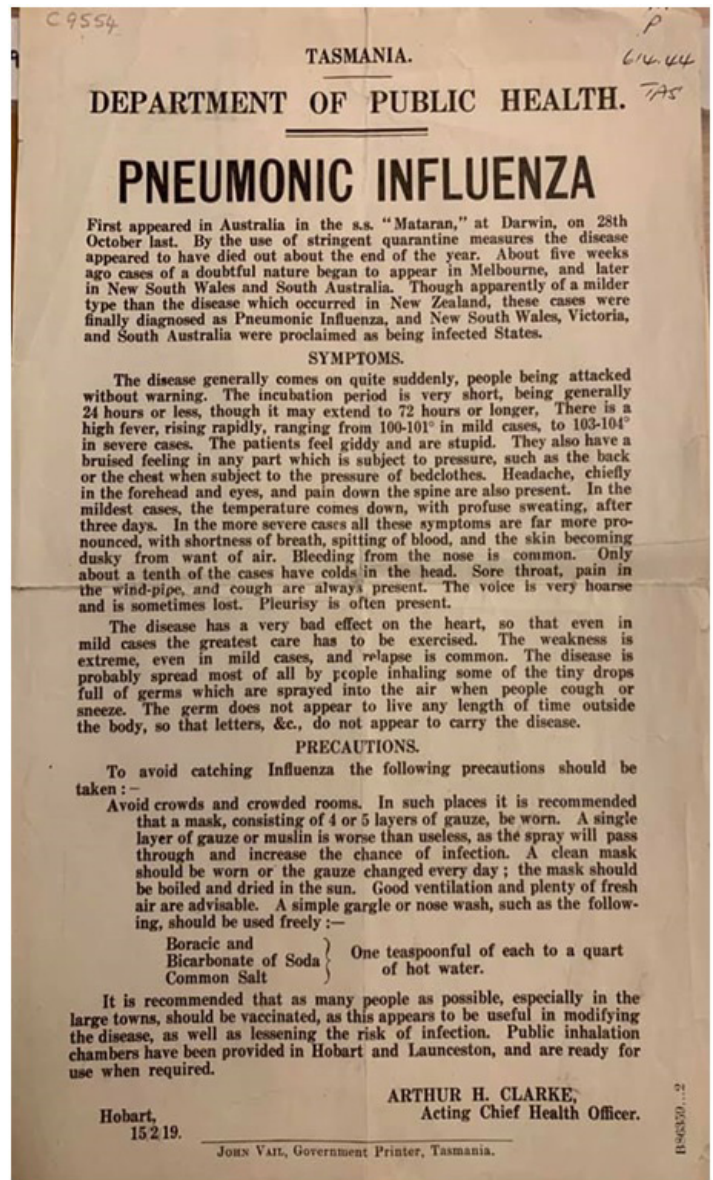 C 9554
P
614.44
TAS
TASMANIA.
DEPARTMENT OF PUBLIC HEALTH.
PNEUMONIC INFLUENZA
First appeared in Australia in the s.s. "Mataran," at Darwin, on 28th
October last. By the use of stringent quarantine measures the disease
appeared to have died out about the end of the year. About five weeks
ago cases of a doubtful nature began to appear in Melbourne, and later
in New South Wales and South Australia. Though apparently of a milder
type than the disease which occurred in New Zealand, these cases were
finally diagnosed as Pneumonic Influenza, and New South Wales, Victoria,
and South Australia were proclaimed as being infected States.
SYMPTOMS.
The disease generally comes on quite suddenly, people being attacked
without warning. The incubation period is very short, being generally
24 hours or less, though it may extend to 72 hours or longer, There is a
high fever, rising rapidly, ranging from 100-101° in mild cases, to 103-104°
in severe cases. The patients feel giddy and are stupid. They also have a
bruised feeling in any part which is subject to pressure, such as the back
or the chest when subject to the pressure of bedclothes. Headache, chiefly
in the forehead and eyes, and pain down the spine are also present. In the
mildest cases, the temperature comes down, with profuse sweating, after
three days. In the more severe cases all these symptoms are far more pro-
nounced, with shortness of breath, spitting of blood, and the skin becoming
dusky from want of air. Bleeding from the nose is common. Only
about a tenth of the cases have colds in the head. Sore throat, pain in
the wind-pipe, and cough are always present. The voice is very hoarse
and is sometimes lost. Pleurisy is often present.
The disease has a very bad effect on the heart, so that even in
mild cases the greatest care has to be exercised. The weakness is
extreme, even in mild cases, and relapse is common. The disease is
probably spread most of all by people inhaling some of the tiny drops
full of germs which are sprayed into the air when people cough or
sneeze. The germ does not appear to live any length of time outside
the body, so that letters, &c., do not appear to carry the disease.
PRECAUTIONS.
To avoid catching Influenza the following precautions should be
taken :—
Avoid crowds and crowded rooms. In such places it is recommended
that a mask, consisting of 4 or 5 layers of gauze, be worn. A single
layer of gauze or muslin is worse than useless, as the spray will pass
through and increase the chance of infection. A clean mask
should be worn or the gauze changed every day ; the mask should
be boiled and dried in the sun. Good ventilation and plenty of fresh
air are advisable. A simple gargle or nose wash, such as the follow-
ing, should be used freely :—
Boracic and
Bicarbonate of Soda
Common Salt
One teaspoonful of each to a quart
of hot water.
It is recommended that as many people as possible, especially in the
large towns, should be vaccinated, as this appears to be useful in modifying
the disease, as well as lessening the risk of infection. Public inhalation
chambers have been provided in Hobart and Launceston, and are ready for
use when required.
ARTHUR H. CLARKE,
Acting Chief Health Officer.
Hobart,
15 2 19.
JOHN VAIL, Government Printer, Tasmania.
B86359...2